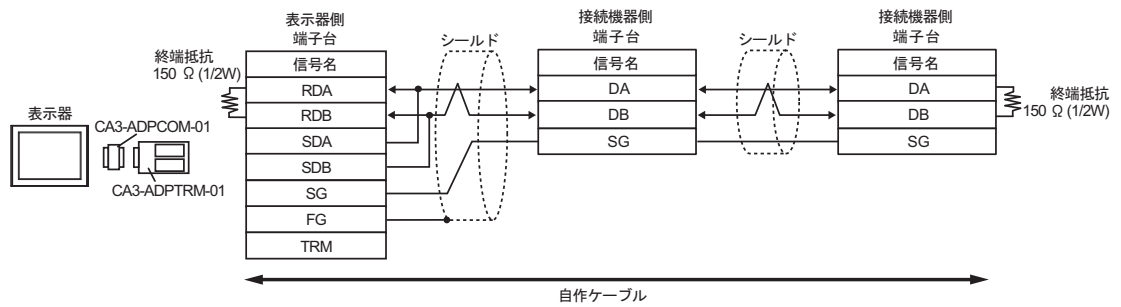 表示器側
端子台
シールド
接続機器側
端子台
シールド
接続機器側
端子台
終端抵抗
150 Ω (1/2W)
信号名
RDA
RDB
SDA
SDB
SG
FG
TRM
信号名
DA
DB
SG
信号名
DA
DB
SG
終端抵抗
150 Ω (1/2W)
表示器
CA3-ADPCOM-01
CA3-ADPTRM-01
自作ケーブル